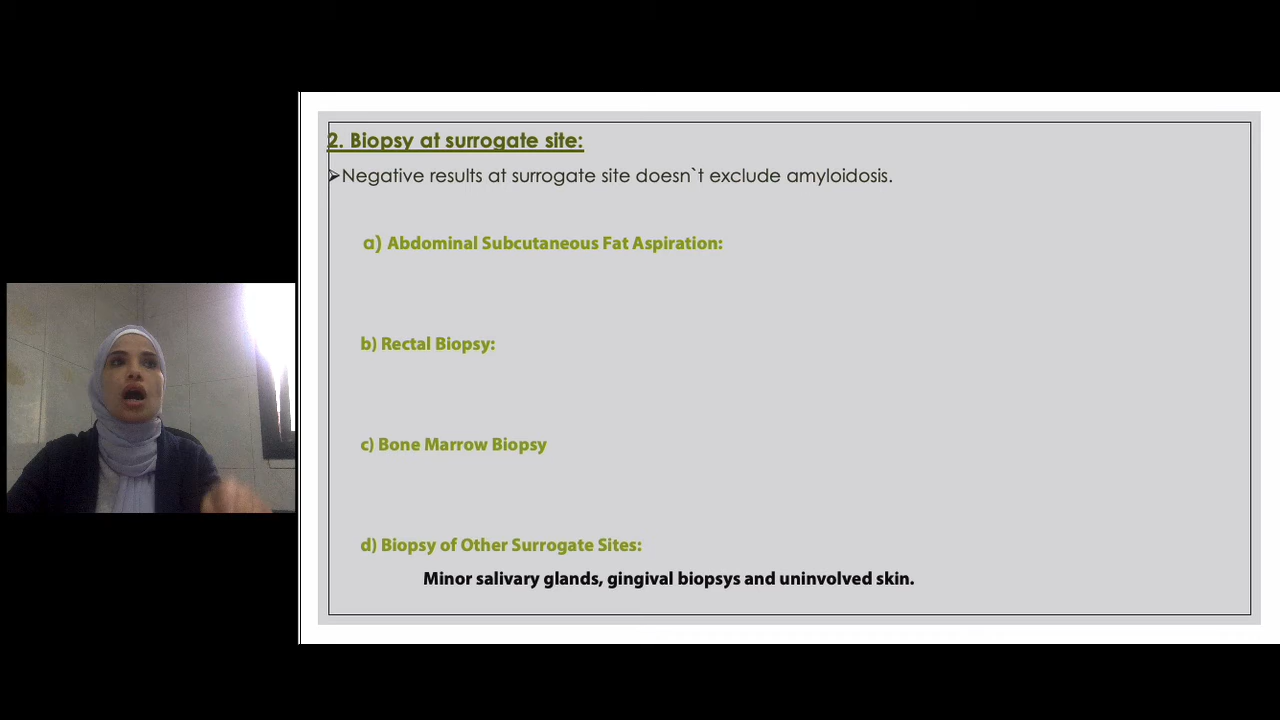 2. Biopsy at surrogate site:
➢Negative results at surrogate site doesn`t exclude amyloidosis.
a) Abdominal Subcutaneous Fat Aspiration:
b) Rectal Biopsy:
c) Bone Marrow Biopsy
d) Biopsy of Other Surrogate Sites:
Minor salivary glands, gingival biopsys and uninvolved skin.